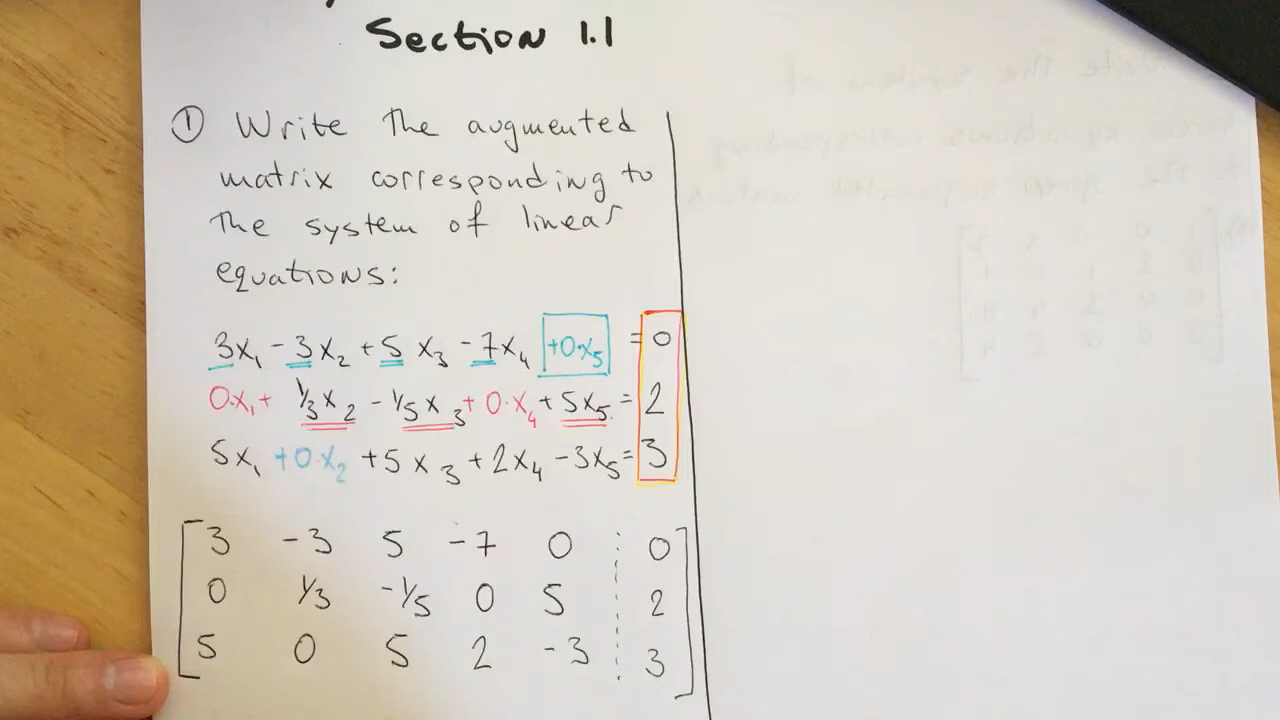 Section 1.1
① Write the augmented
matrix corresponding to
the system of linear
equations:
3x₁ - 3x₂ + 5x₃ - 7x₄ +0·x₅ = 0
0·x₁ + 1/3x₂ - 1/5x₃ + 0·x₄ + 5x₅ = 2
5x₁ +0·x₂ +5x₃ +2x₄ -3x₅ = 3
3 -3 5 -7 0 0
0 1/3 -1/5 0 5 2
5 0 5 2 -3 3